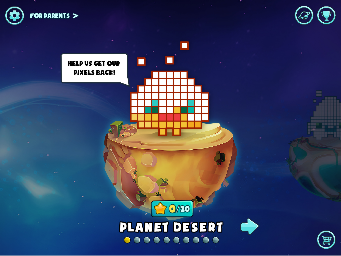 FOR PARENTS >
HELP US GET OUR
PIXELS BACK!
0/10
PLANET DESERT